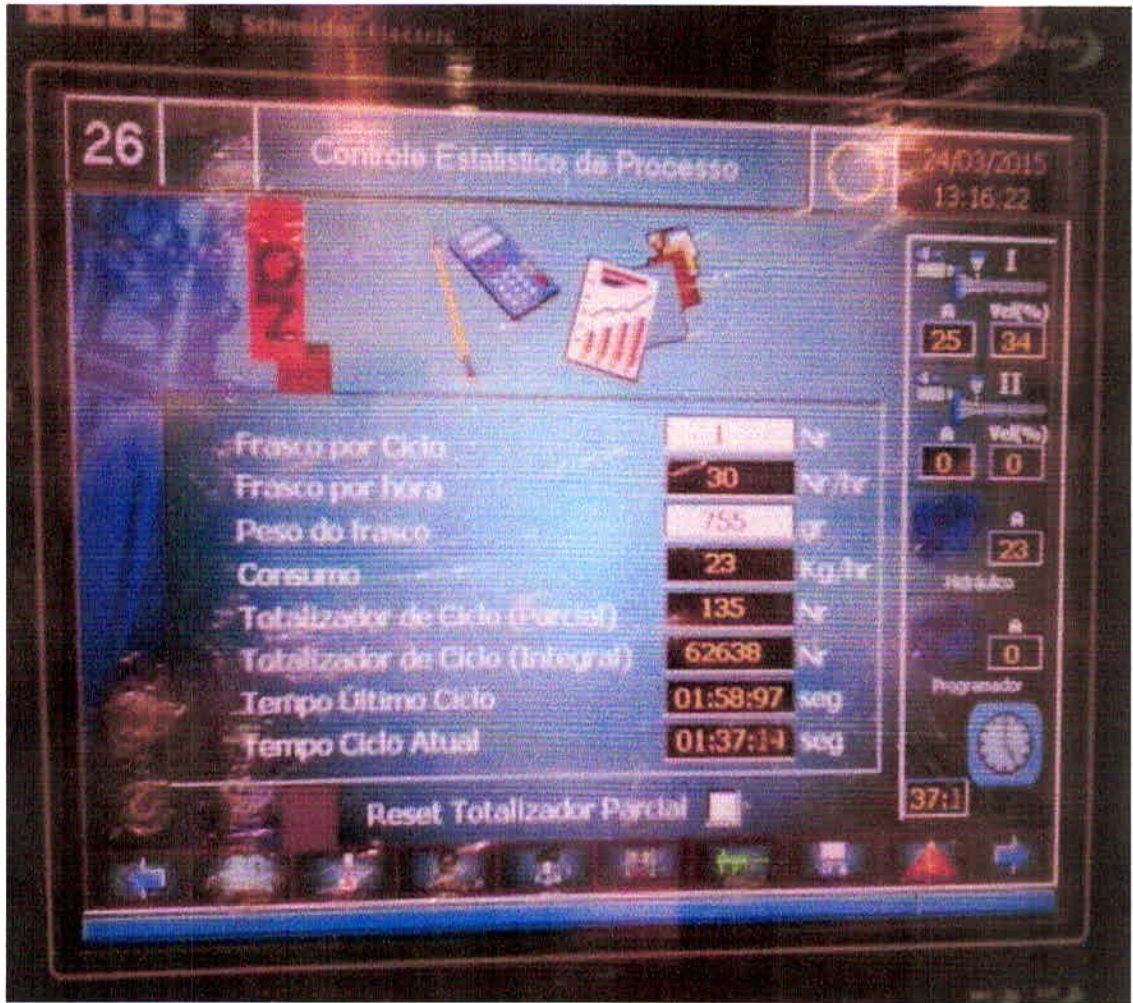 by Schneider Electric
26
Controle Estatístico de Processo
24/03/2015
13:16:22
I
A Vel(%)
25 34
II
A Vel(%)
0 0
A
23
Hidráulico
A
0
Programador
37:1
Frasco por Ciclo 1 Nr
Frasco por hora 30 Nr/hr
Peso do frasco 755 gr
Consumo 23 Kg/hr
Totalizador de Ciclo (Parcial) 135 Nr
Totalizador de Ciclo (Integral) 62638 Nr
Tempo Último Ciclo 01:58:97 seg
Tempo Ciclo Atual 01:37:14 seg
Reset Totalizador Parcial